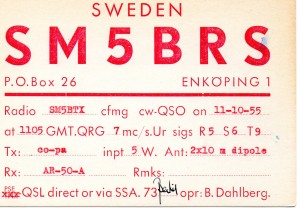 SWEDEN
SM5BRS
P.O.Box 26 ENKÖPING 1
Radio SM5BTX cfmg cw-QSO on 11-10-55
at 1105 GMT. QRG 7 mc/s. Ur sigs R5 S6 T9
Tx: co-pa inpt 5 W. Ant: 2x10 m dipole
Rx: AR-50-A Rmks:
PSE QSL direct or via SSA. 73 opr: B. Dahlberg.